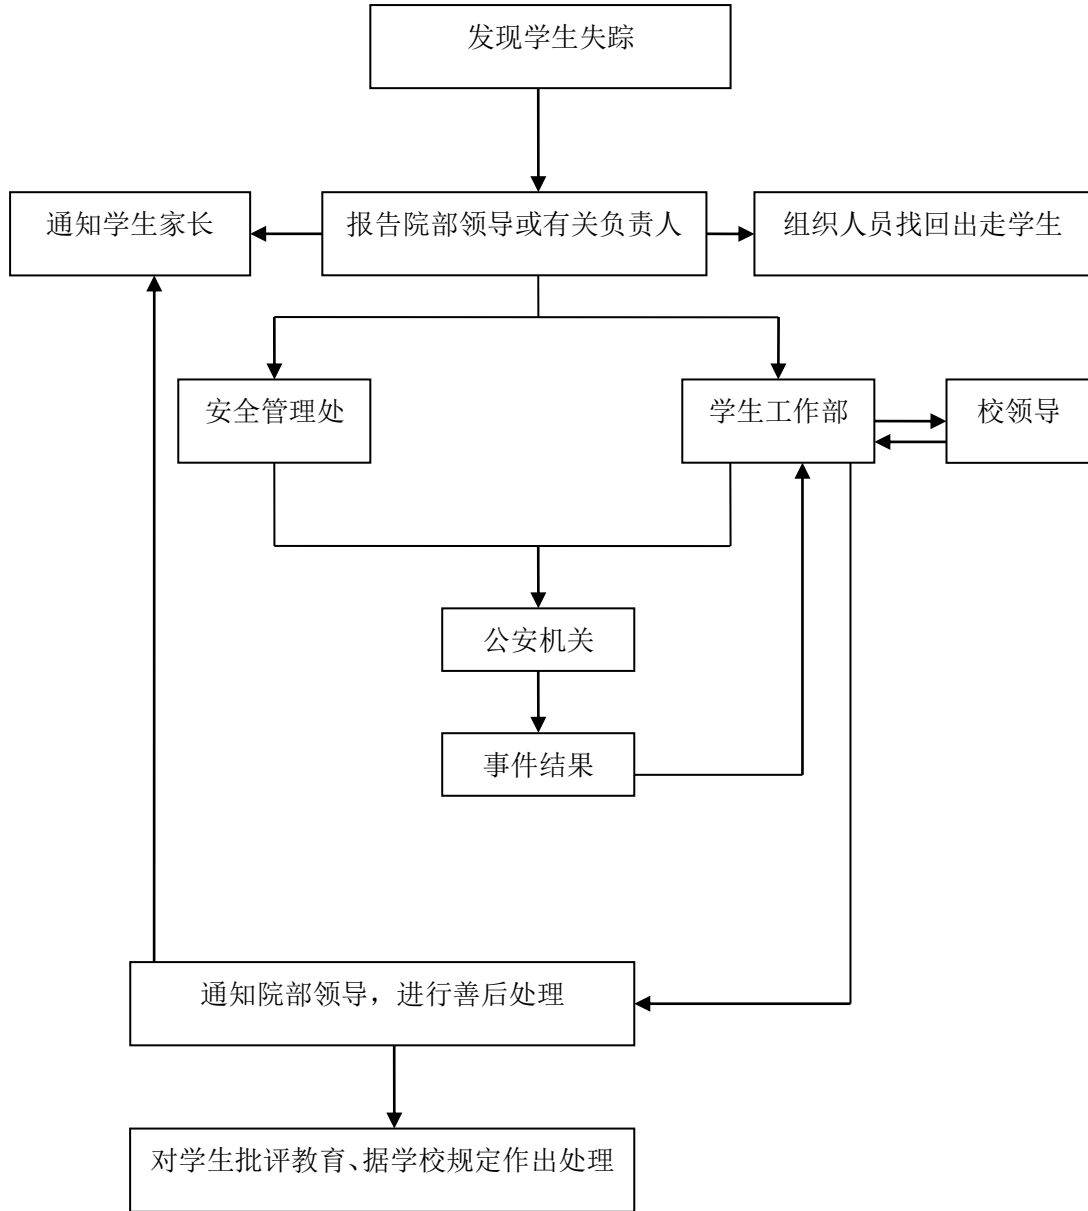 发现学生失踪
通知学生家长
报告院部领导或有关负责人
组织人员找回出走学生
安全管理处
学生工作部
校领导
公安机关
事件结果
通知院部领导，进行善后处理
对学生批评教育、据学校规定作出处理